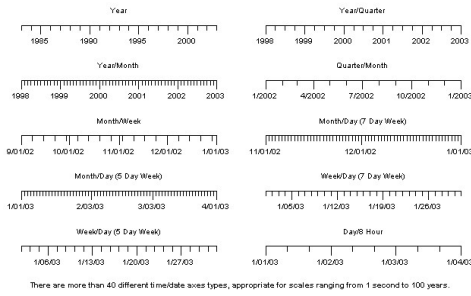 Year
1985 1990 1995 2000
Year/Quarter
1998 1999 2000 2001 2002 2003
Year/Month
1998 1999 2000 2001 2002 2003
Quarter/Month
1/2002 4/2002 7/2002 10/2002 1/2003
Month/Week
9/01/02 10/01/02 11/01/02 12/01/02 1/01/03
Month/Day (7 Day Week)
11/01/02 12/01/02 1/01/03
Month/Day (5 Day Week)
1/01/03 2/03/03 3/03/03 4/01/03
Week/Day (7 Day Week)
1/05/03 1/12/03 1/19/03 1/26/03
Week/Day (5 Day Week)
1/06/03 1/13/03 1/20/03 1/27/03
Day/8 Hour
1/01/03 1/02/03 1/03/03 1/04/03
There are more than 40 different time/date axes types, appropriate for scales ranging from 1 second to 100 years.